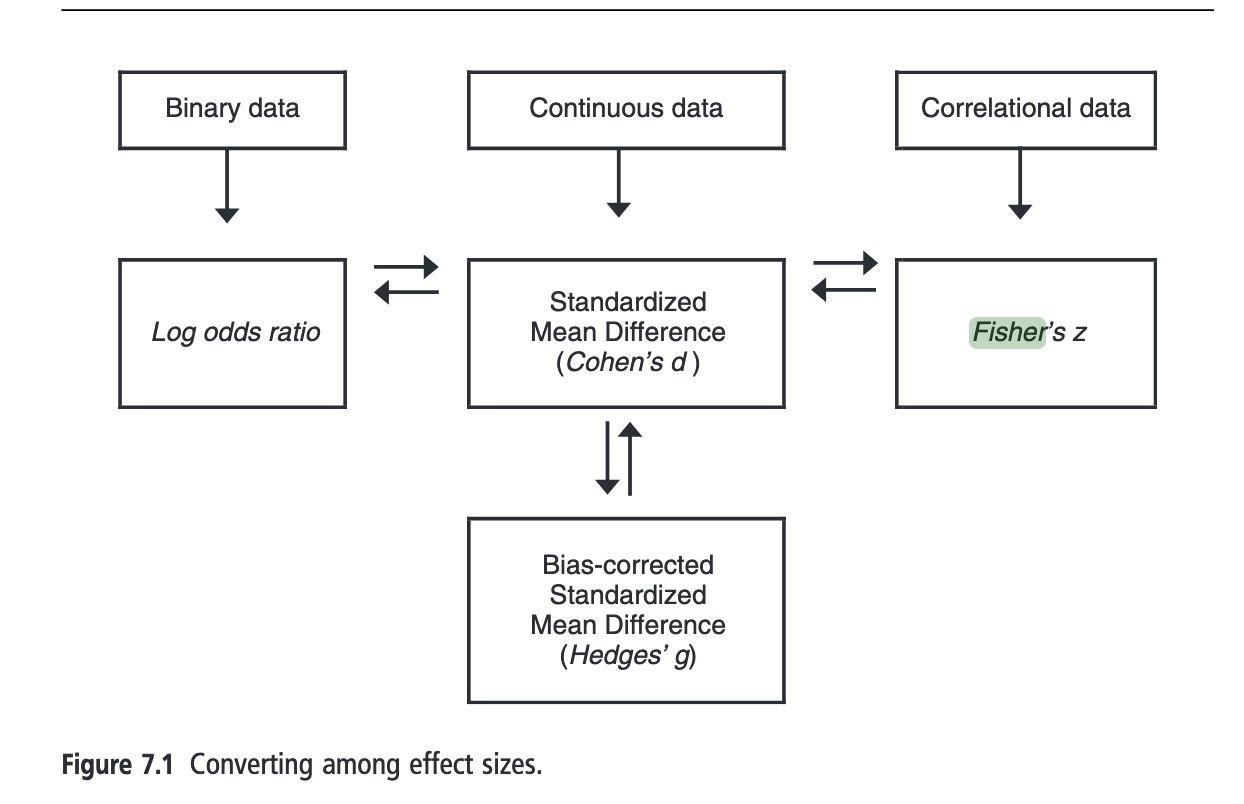 Binary data
Continuous data
Correlational data
Log odds ratio
Standardized
Mean Difference
(Cohen’s d )
Fisher’s z
Bias-corrected
Standardized
Mean Difference
(Hedges’ g)
Figure 7.1 Converting among effect sizes.